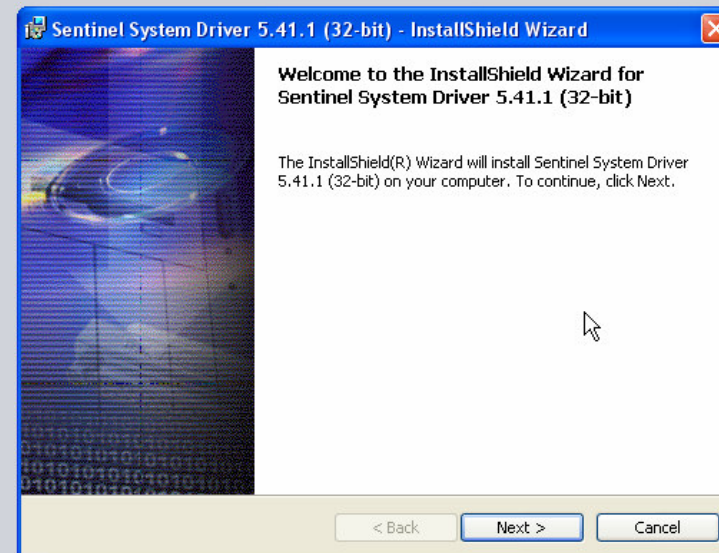 Sentinel System Driver 5.41.1 (32-bit) - InstallShield Wizard
Welcome to the InstallShield Wizard for
Sentinel System Driver 5.41.1 (32-bit)
The InstallShield(R) Wizard will install Sentinel System Driver
5.41.1 (32-bit) on your computer. To continue, click Next.
< Back Next > Cancel